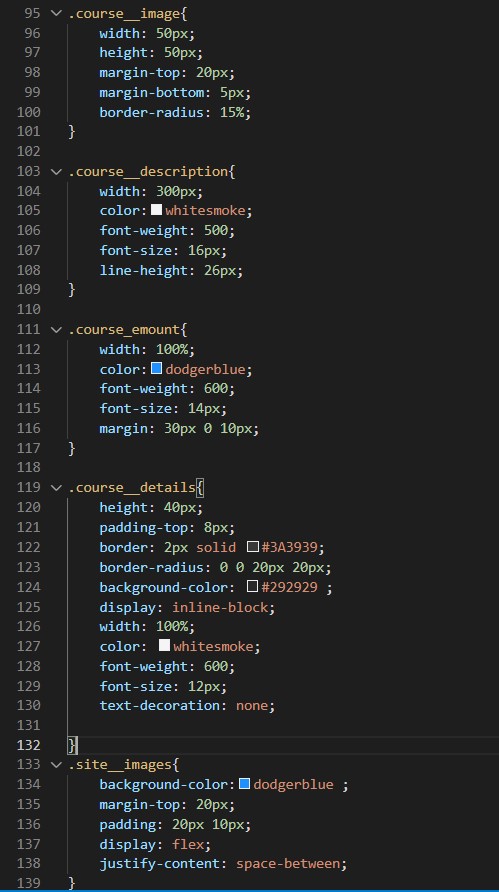 95 .course__image{
96 width: 50px;
97 height: 50px;
98 margin-top: 20px;
99 margin-bottom: 5px;
100 border-radius: 15%;
101 }
102
103 .course__description{
104 width: 300px;
105 color: whitesmoke;
106 font-weight: 500;
107 font-size: 16px;
108 line-height: 26px;
109 }
110
111 .course_emount{
112 width: 100%;
113 color: dodgerblue;
114 font-weight: 600;
115 font-size: 14px;
116 margin: 30px 0 10px;
117 }
118
119 .course__details{
120 height: 40px;
121 padding-top: 8px;
122 border: 2px solid #3A3939;
123 border-radius: 0 0 20px 20px;
124 background-color: #292929 ;
125 display: inline-block;
126 width: 100%;
127 color: whitesmoke;
128 font-weight: 600;
129 font-size: 12px;
130 text-decoration: none;
131
132 }
133 .site__images{
134 background-color: dodgerblue ;
135 margin-top: 20px;
136 padding: 20px 10px;
137 display: flex;
138 justify-content: space-between;
139 }